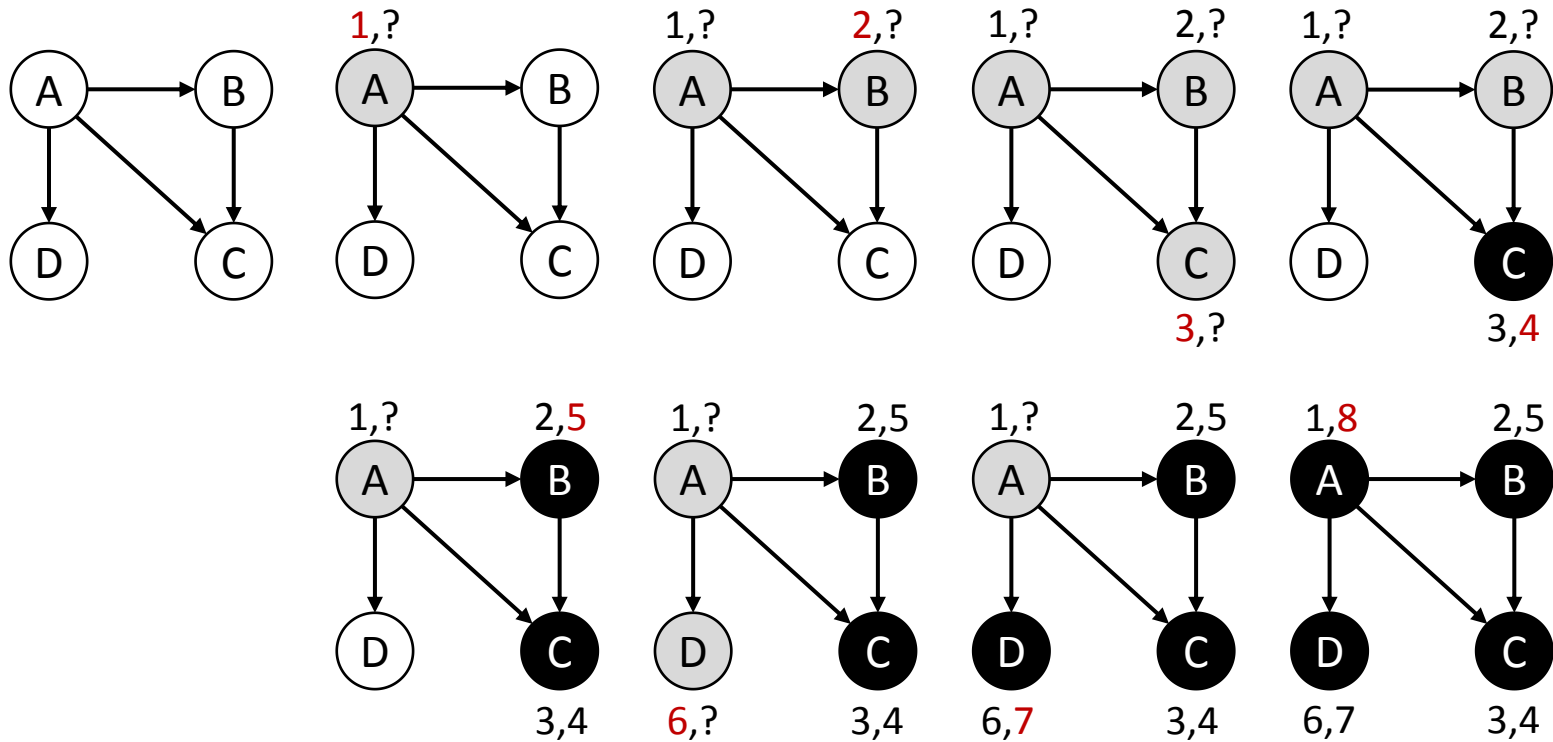 1,? 1,? 2,? 1,? 2,? 1,? 2,?
A B A B A B A B A B
D C D C D C D C D C
3,? 3,4
1,? 2,5 1,? 2,5 1,? 2,5 1,8 2,5
A B A B A B A B
D C D C D C D C
3,4 6,? 3,4 6,7 3,4 6,7 3,4